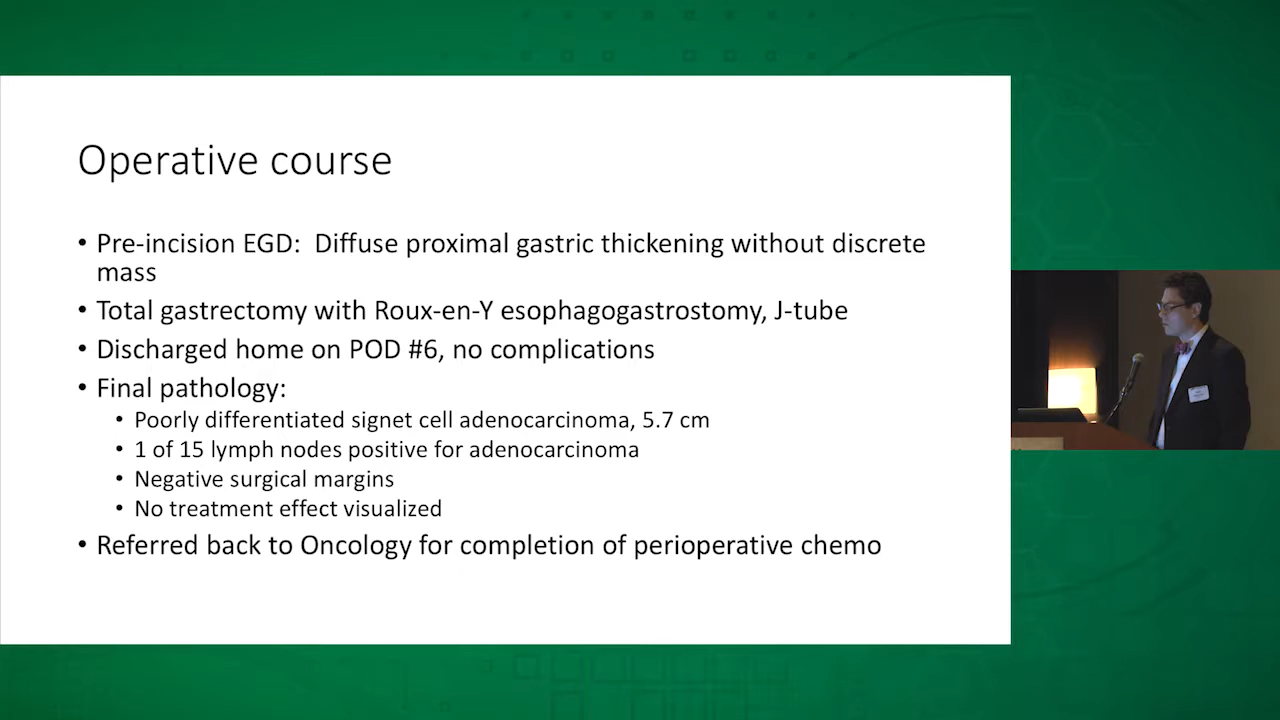 Operative course
• Pre-incision EGD:  Diffuse proximal gastric thickening without discrete
mass
• Total gastrectomy with Roux-en-Y esophagogastrostomy, J-tube
• Discharged home on POD #6, no complications
• Final pathology:
• Poorly differentiated signet cell adenocarcinoma, 5.7 cm
• 1 of 15 lymph nodes positive for adenocarcinoma
• Negative surgical margins
• No treatment effect visualized
• Referred back to Oncology for completion of perioperative chemo